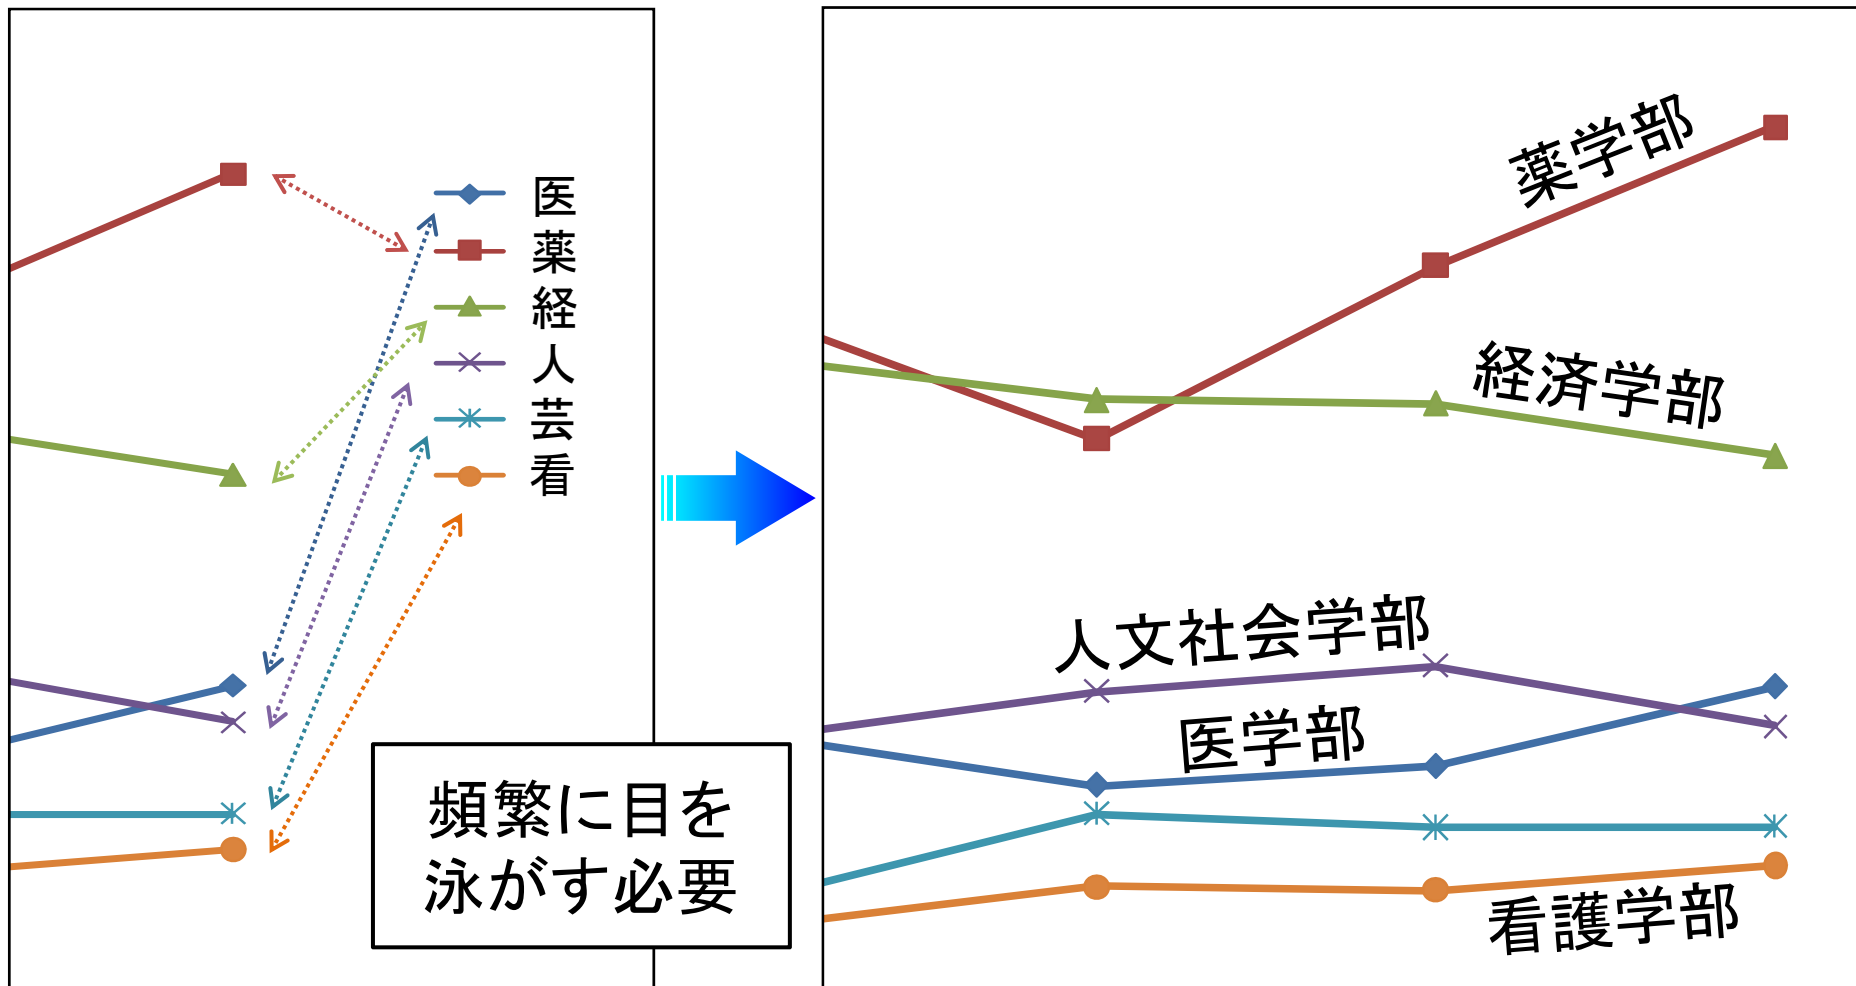 医
薬
経
人
芸
看
頻繁に目を
泳がす必要
薬学部
経済学部
人文社会学部
医学部
看護学部